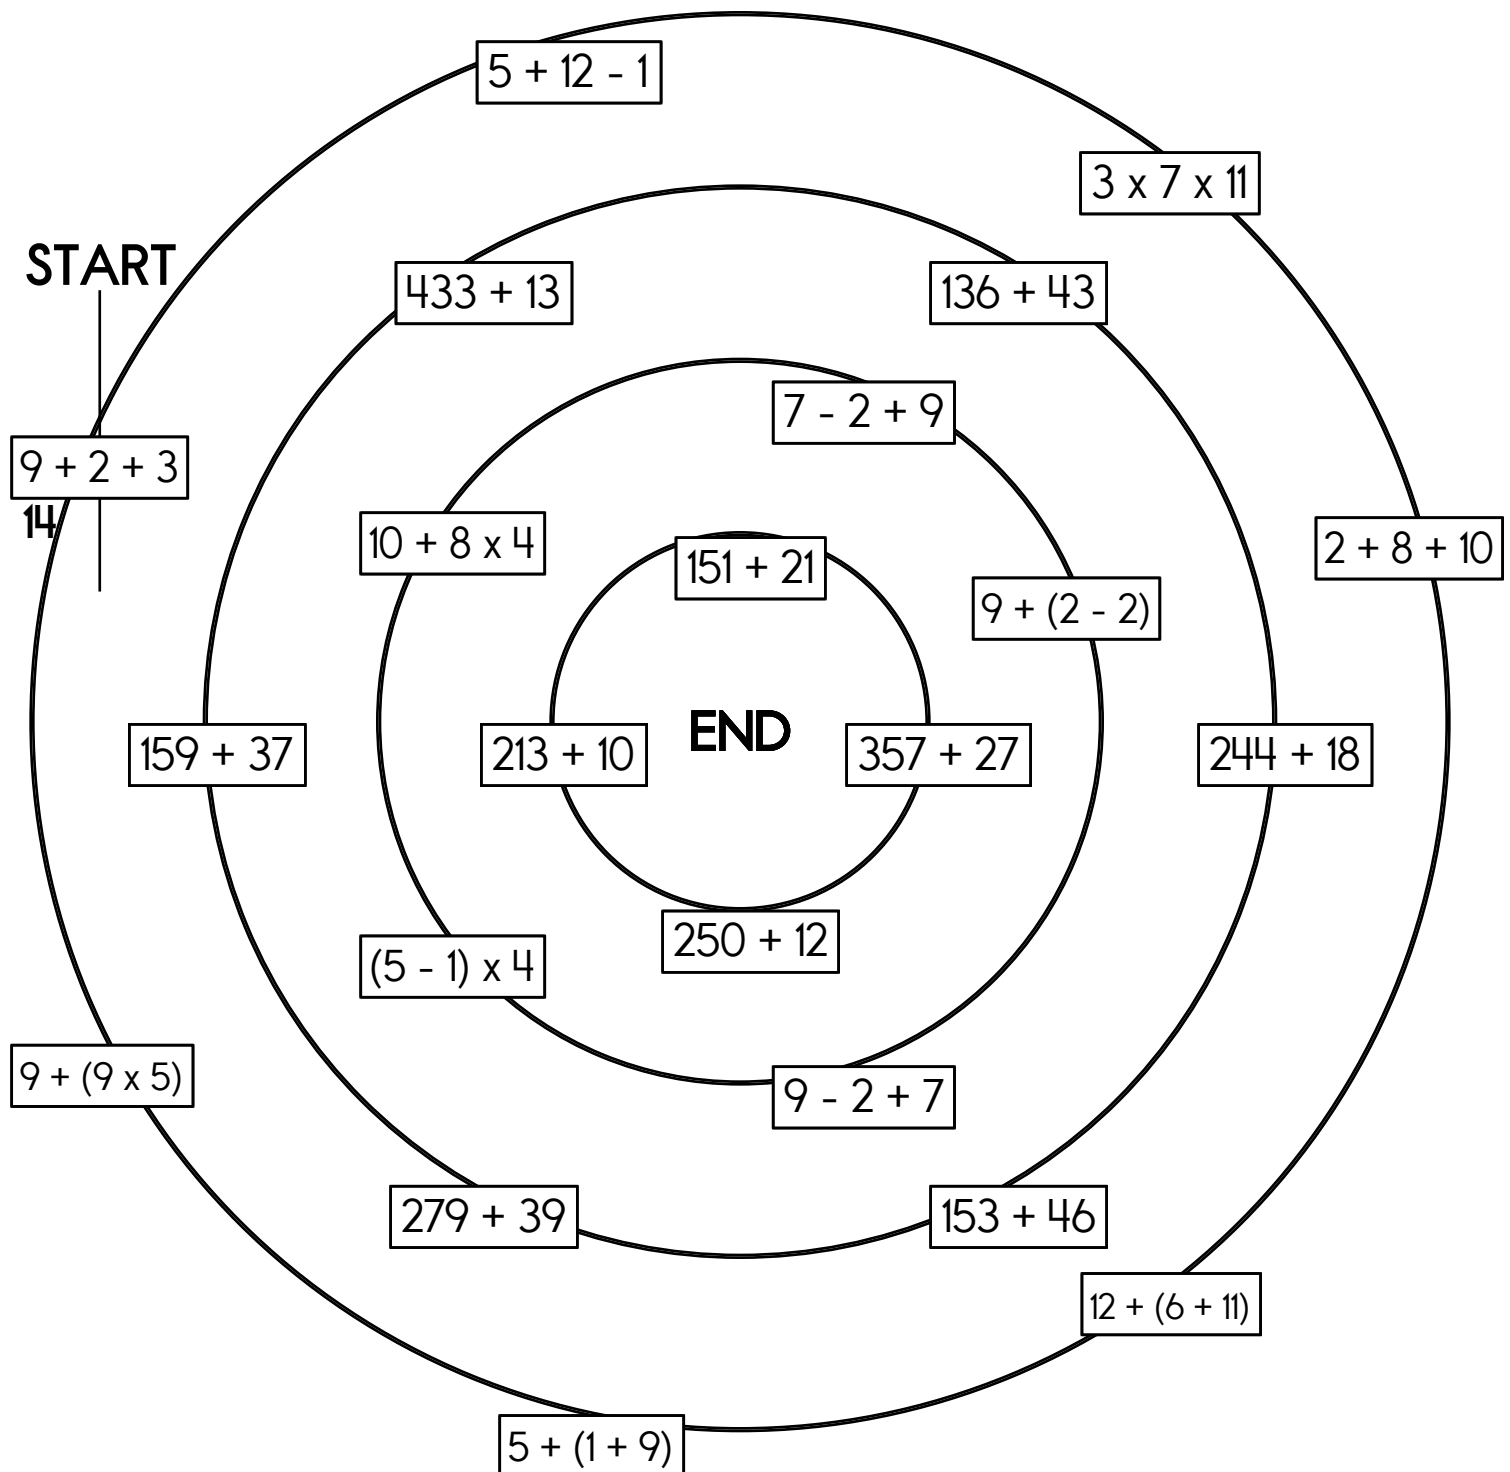 5 + 12 - 1
3 x 7 x 11
START
433 + 13
136 + 43
7 - 2 + 9
9 + 2 + 3
14
10 + 8 x 4
2 + 8 + 10
151 + 21
9 + (2 - 2)
159 + 37
213 + 10
END
357 + 27
244 + 18
250 + 12
(5 - 1) x 4
9 + (9 x 5)
9 - 2 + 7
279 + 39
153 + 46
12 + (6 + 11)
5 + (1 + 9)